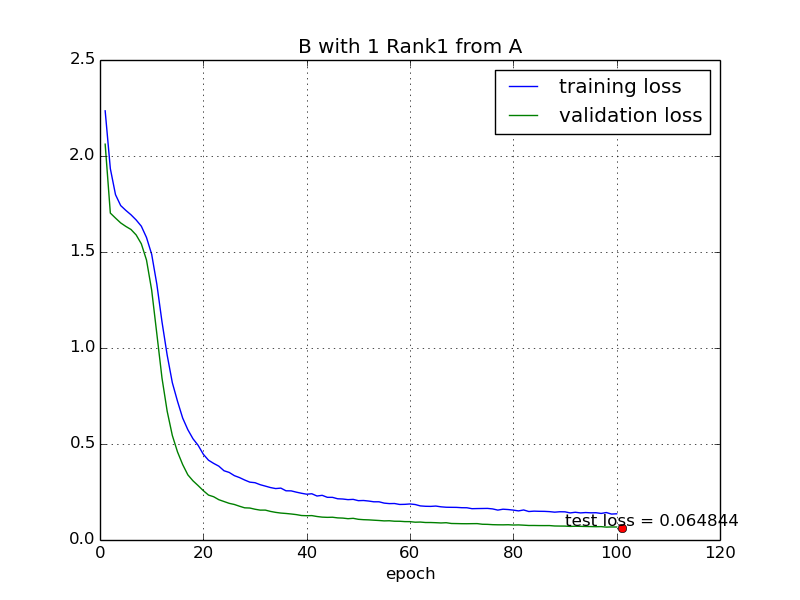 B with 1 Rank1 from A
training loss
validation loss
2.5
2.0
1.5
1.0
0.5
0.0
test loss = 0.064844
0 20 40 60 80 100 120
epoch